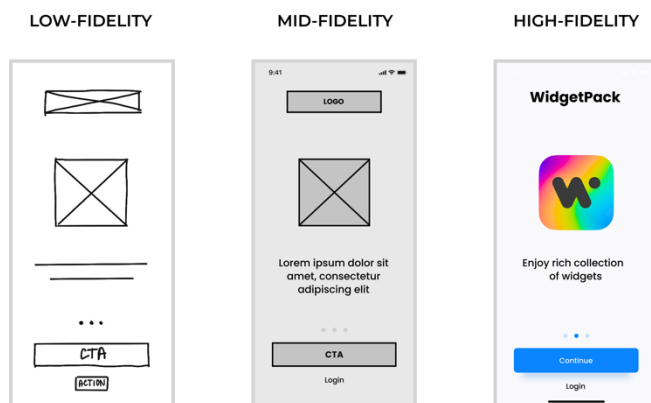 LOW-FIDELITY
MID-FIDELITY
HIGH-FIDELITY
CTA
ACTION
9:41
LOGO
Lorem ipsum dolor sit
amet, consectetur
adipiscing elit
CTA
Login
WidgetPack
Enjoy rich collection
of widgets
Continue
Login